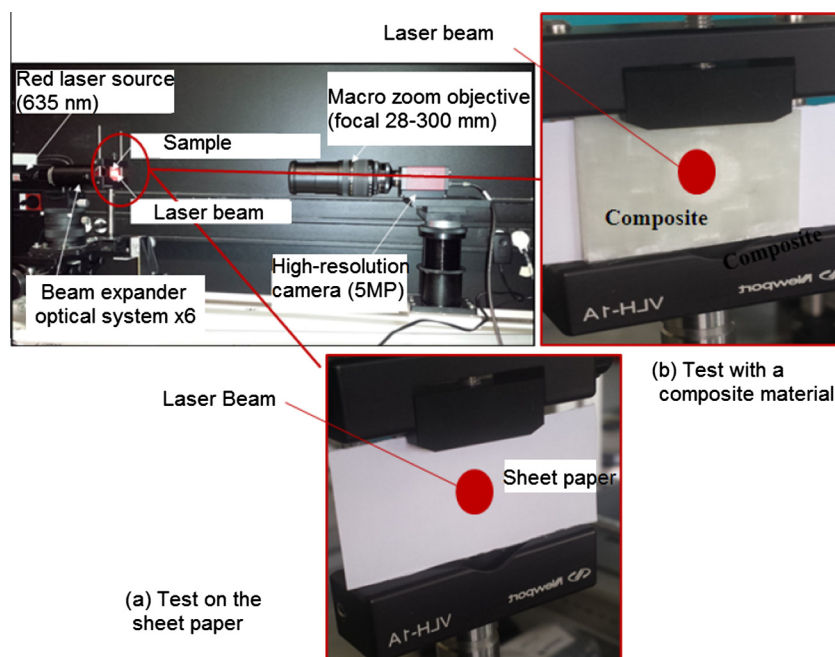 Laser beam
Red laser source
(635 nm)
Macro zoom objective
(focal 28-300 mm)
Sample
Laser beam
Composite
Composite
High-resolution
camera (5MP)
Beam expander
optical system x6
Newport
VLH-1A
(b) Test with a
composite material
Laser Beam
Sheet paper
Newport
VLH-1A
(a) Test on the
sheet paper